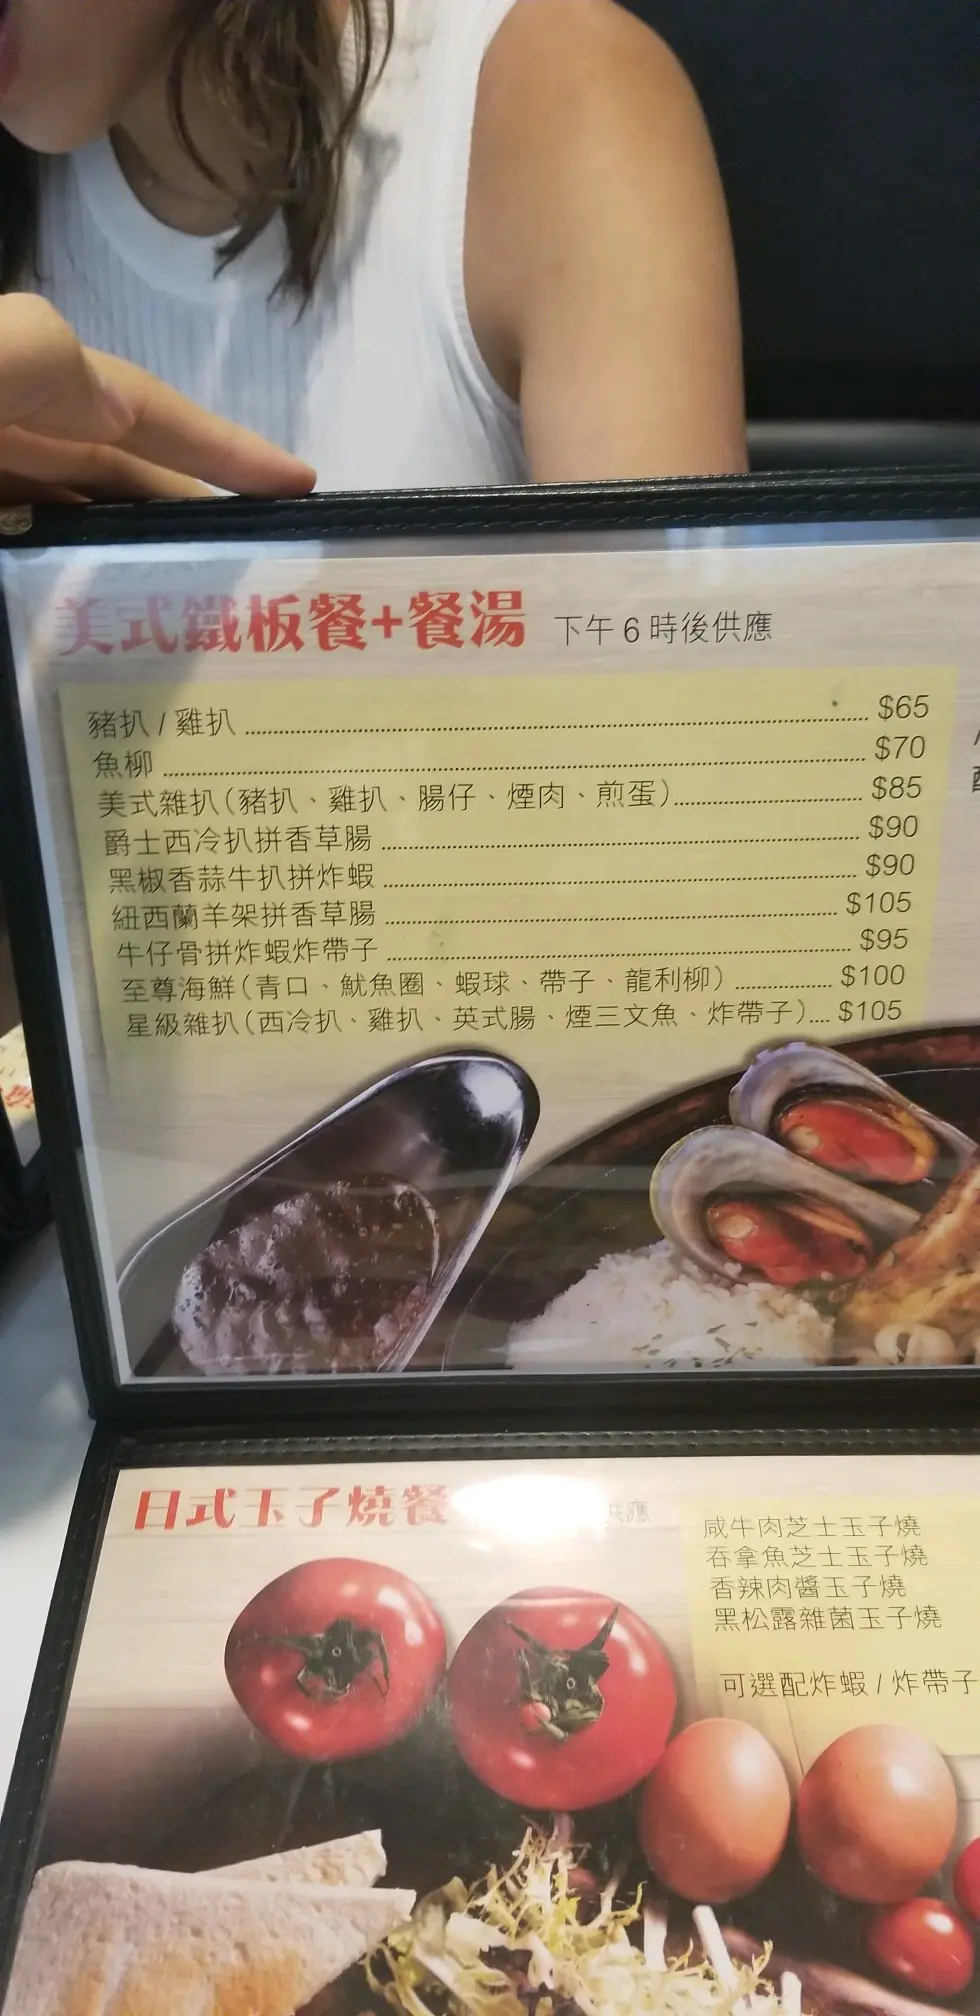 美式鐵板餐+餐湯 下午6時後供應
豬扒 / 雞扒 $65
魚柳 $70
美式雜扒(豬扒、雞扒、腸仔、煙肉、煎蛋) $85
爵士西冷扒拼香草腸 $90
黑椒香蒜牛扒拼炸蝦 $90
紐西蘭羊架拼香草腸 $105
牛仔骨拼炸蝦炸帶子 $95
至尊海鮮(青口、魷魚圈、蝦球、帶子、龍利柳) $100
星級雜扒(西冷扒、雞扒、英式腸、煙三文魚、炸帶子) $105
日式玉子燒餐 供應
咸牛肉芝士玉子燒
吞拿魚芝士玉子燒
香辣肉醬玉子燒
黑松露雜菌玉子燒
可選配炸蝦 / 炸帶子